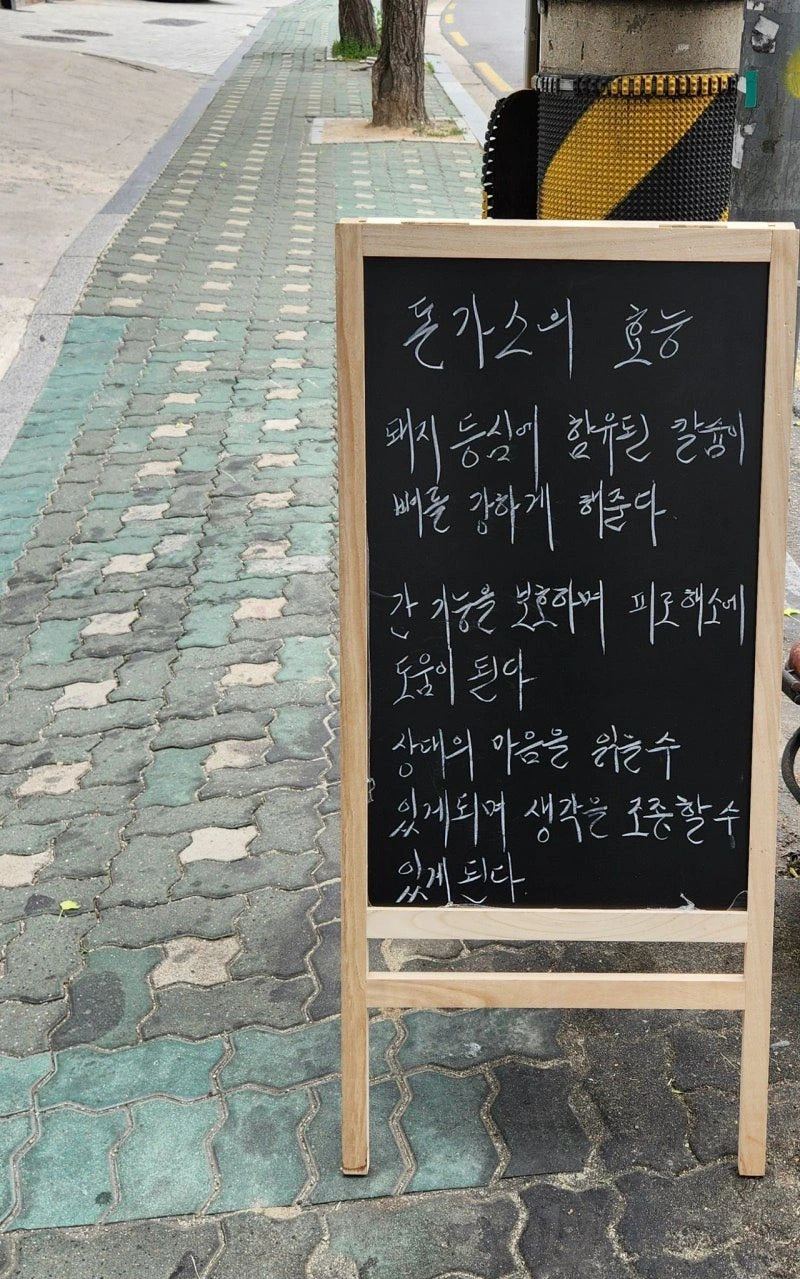 돈가스의 효능
돼지 등심에 함유된 칼슘이
뼈를 강하게 해준다.
간 기능을 보호하며 피로해소에
도움이 된다
상대의 마음을 읽을수
있게되며 생각을 조종할수
있게 된다.